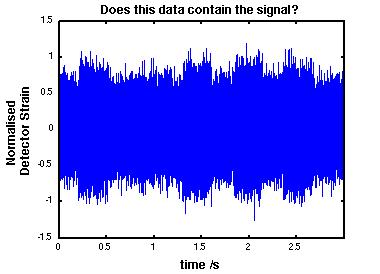 Does this data contain the signal?
1.5
1
0.5
0
-0.5
-1
-1.5
Normalised
Detector Strain
0 0.5 1 1.5 2 2.5
time /s